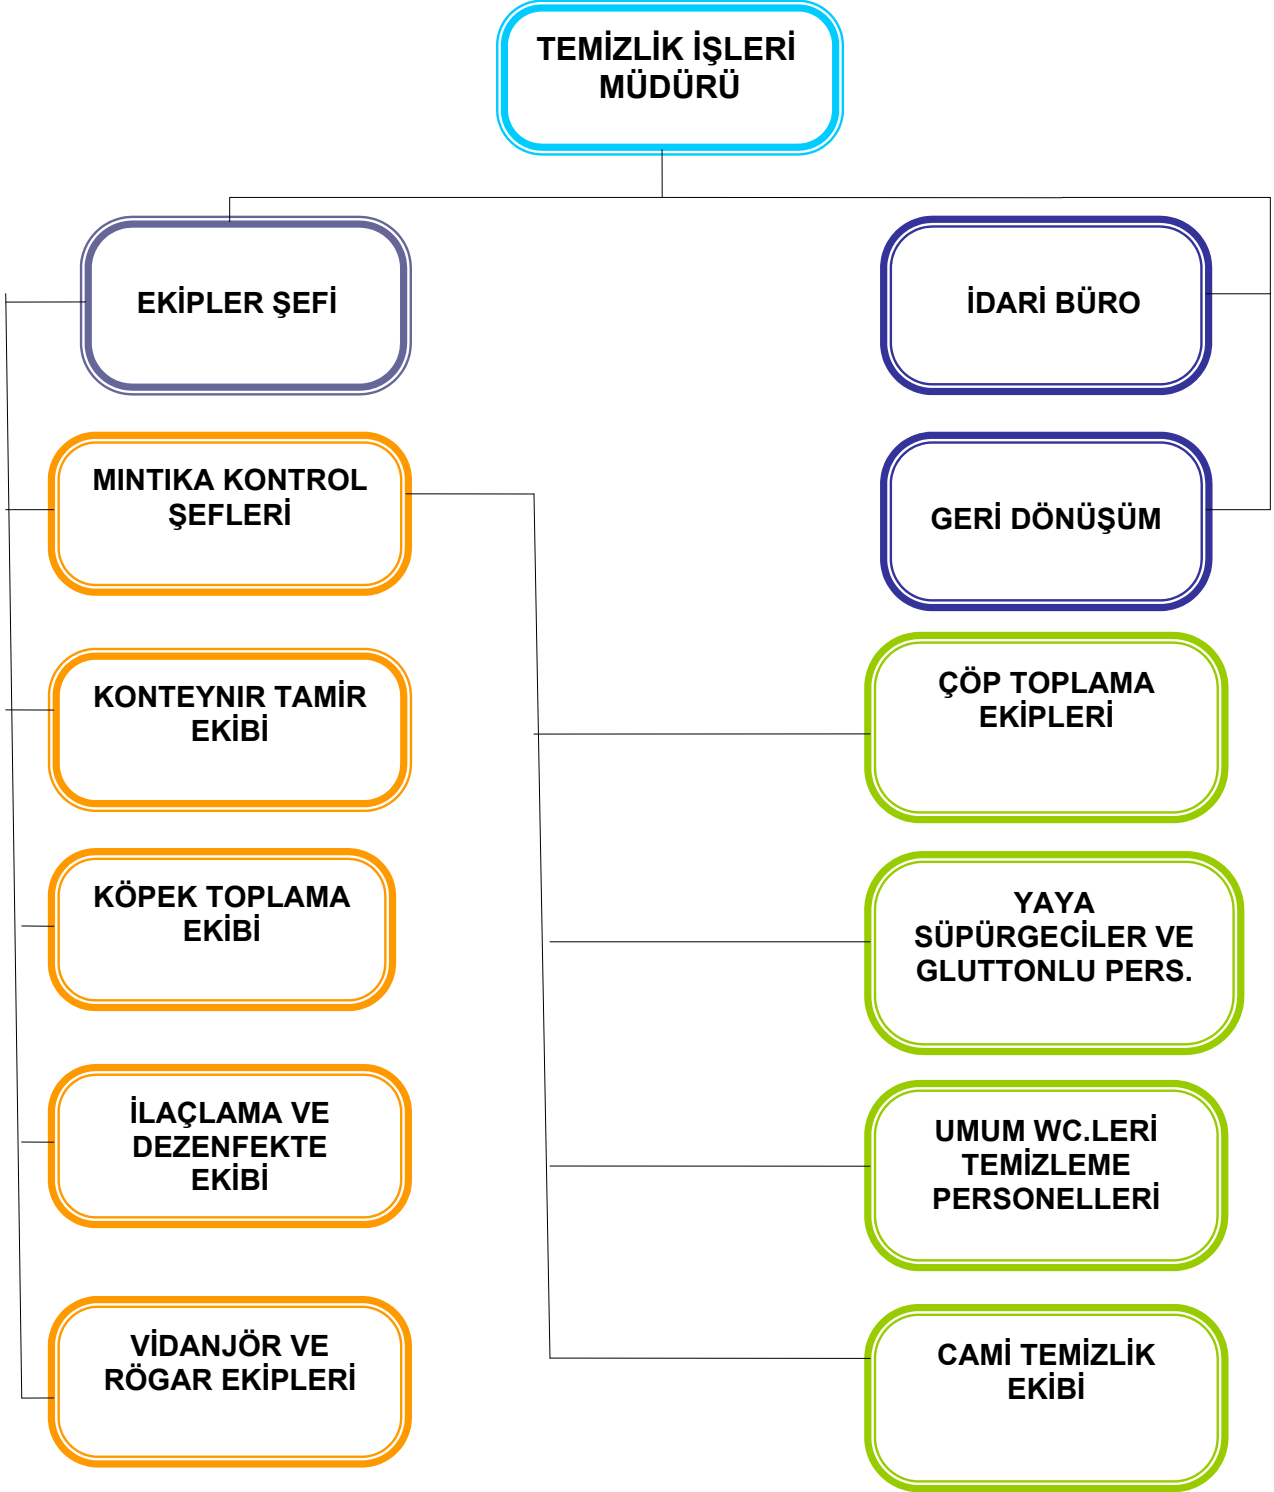 TEMİZLİK İŞLERİ
MÜDÜRÜ
EKİPLER ŞEFİ
İDARİ BÜRO
MINTIKA KONTROL
ŞEFLERİ
GERİ DÖNÜŞÜM
KONTEYNIR TAMİR
EKİBİ
ÇÖP TOPLAMA
EKİPLERİ
KÖPEK TOPLAMA
EKİBİ
YAYA
SÜPÜRGECİLER VE
GLUTTONLU PERS.
İLAÇLAMA VE
DEZENFEKTE
EKİBİ
UMUM WC.LERİ
TEMİZLEME
PERSONELLERİ
VİDANJÖR VE
RÖGAR EKİPLERİ
CAMİ TEMİZLİK
EKİBİ